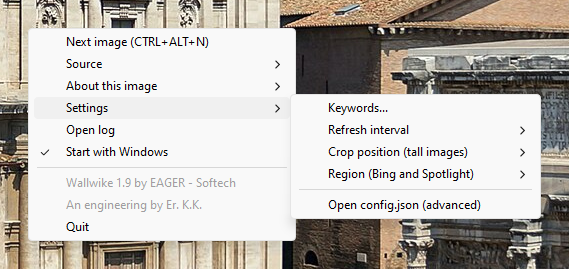 Next image (CTRL+ALT+N)
Source
About this image
Settings
Open log
Start with Windows
Wallwike 1.9 by EAGER - Softech
An engineering by Er. K.K.
Quit
Keywords...
Refresh interval
Crop position (tall images)
Region (Bing and Spotlight)
Open config.json (advanced)